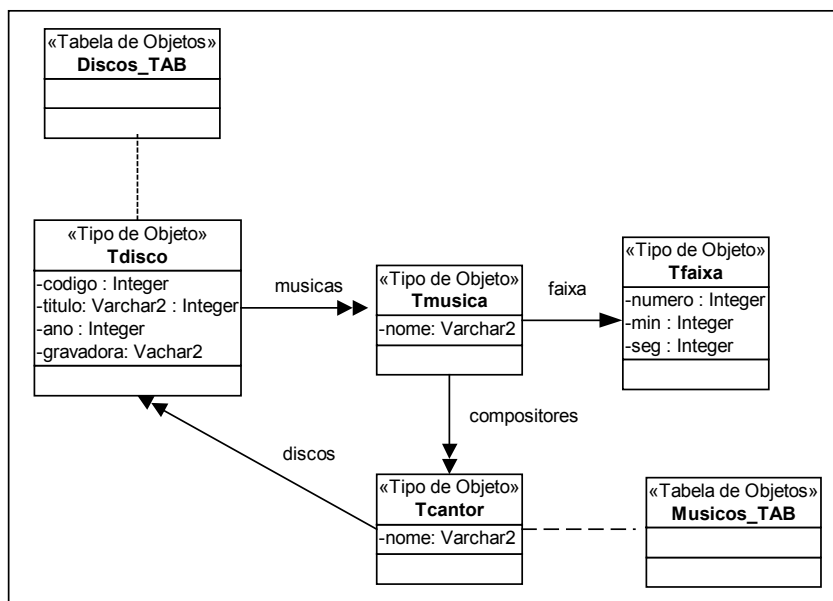 «Tabela de Objetos»
Discos_TAB
«Tipo de Objeto»
Tdisco
-codigo : Integer
-titulo: Varchar2 : Integer
-ano : Integer
-gravadora: Vachar2
musicas
«Tipo de Objeto»
Tmusica
-nome: Varchar2
faixa
«Tipo de Objeto»
Tfaixa
-numero : Integer
-min : Integer
-seg : Integer
compositores
discos
«Tipo de Objeto»
Tcantor
-nome: Varchar2
«Tabela de Objetos»
Musicos_TAB